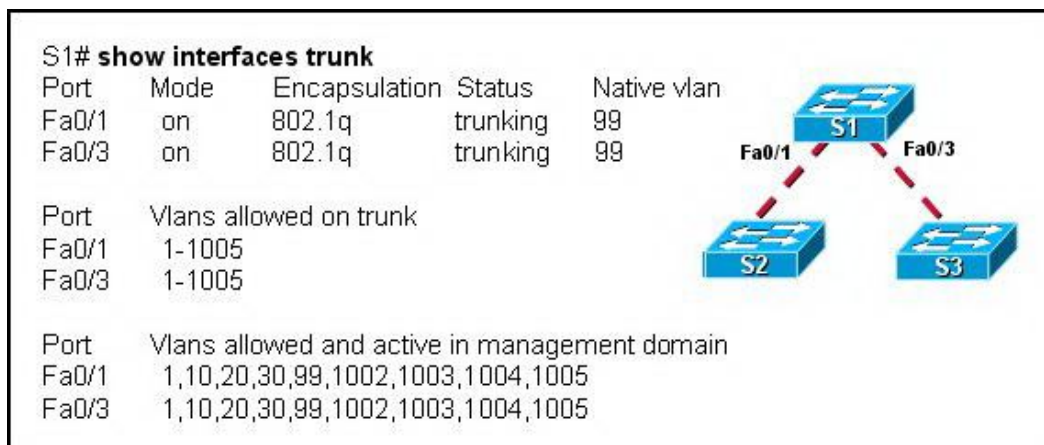 S1# show interfaces trunk
Port Mode Encapsulation Status Native vlan
Fa0/1 on 802.1q trunking 99
Fa0/3 on 802.1q trunking 99
S1
Fa0/1 Fa0/3
S2 S3
Port Vlans allowed on trunk
Fa0/1 1-1005
Fa0/3 1-1005
Port Vlans allowed and active in management domain
Fa0/1 1,10,20,30,99,1002,1003,1004,1005
Fa0/3 1,10,20,30,99,1002,1003,1004,1005